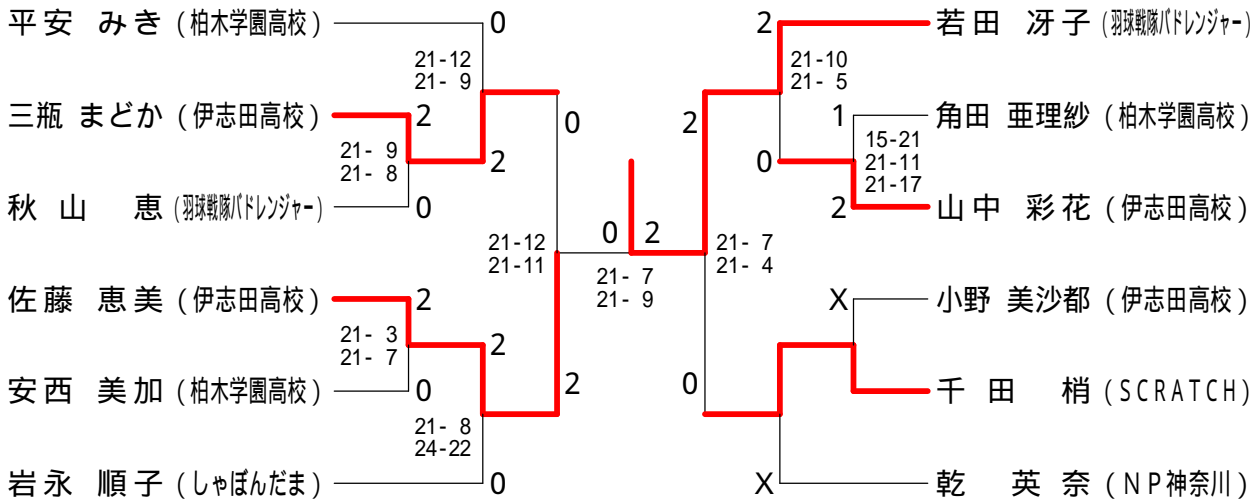 平安 みき (柏木学園高校)
0
21-12
21- 9
三瓶 まどか (伊志田高校)
2
21- 9
21- 8
2
秋山 恵 (羽球戦隊バドレンジャー)
0
0
21-12
21-11
佐藤 恵美 (伊志田高校)
2
21- 3
21- 7
2
安西 美加 (柏木学園高校)
0
2
21- 8
24-22
岩永 順子 (しゃぼんだま)
0
0 2
21- 7
21- 9
2
若田 冴子 (羽球戦隊バドレンジャー)
21-10
21- 5
2
1
角田 亜理紗 (柏木学園高校)
15-21
21-11
21-17
0
2
山中 彩花 (伊志田高校)
21- 7
21- 4
X
小野 美沙都 (伊志田高校)
0
千田 梢 (SCRATCH)
X
乾 英奈 (NP神奈川)